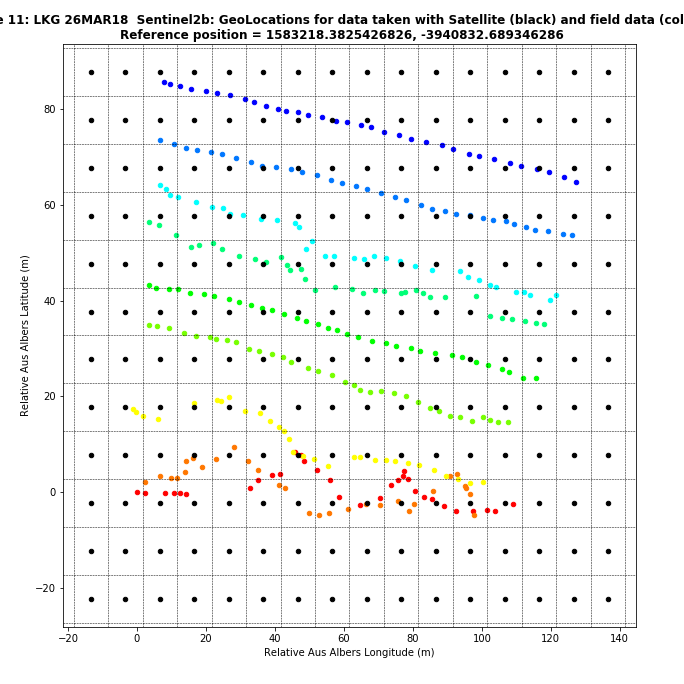 e 11: LKG 26MAR18 Sentinel2b: GeoLocations for data taken with Satellite (black) and field data (col
Reference position = 1583218.3825426826, -3940832.689346286
80
60
40
20
0
−20
Relative Aus Albers Latitude (m)
−20 0 20 40 60 80 100 120 140
Relative Aus Albers Longitude (m)